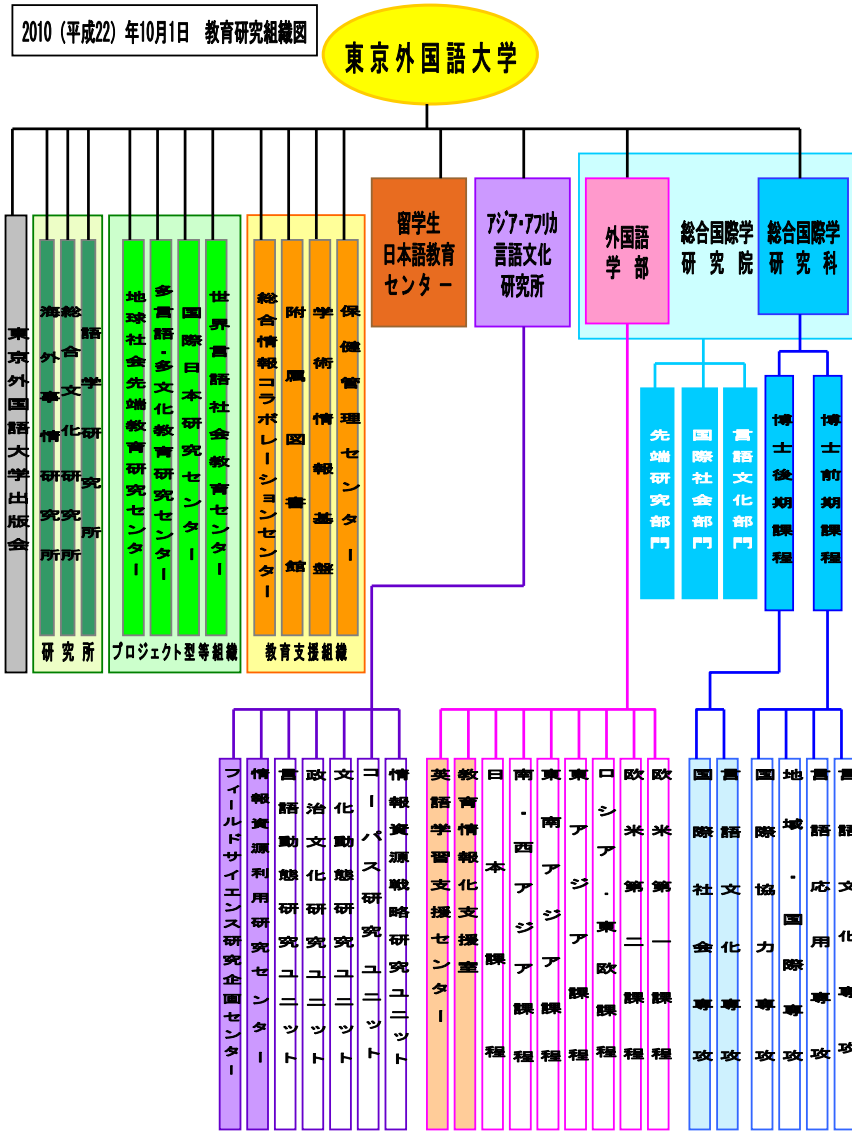 2010（平成22）年10月1日　教育研究組織図
東京外国語大学
留学生
日本語教育
センター
アジア・アフリカ
言語文化
研究所
外国語
学部
総合国際学
研究院
総合国際学
研究科
東京外国語大学出版会
海外事情研究所
総合文化研究所
語学研究所
研究所
地球社会先端教育研究センター
多言語・多文化教育研究センター
国際日本研究センター
世界言語社会教育センター
プロジェクト型等組織
総合情報コラボレーションセンター
附属図書館
学術情報基盤
保健管理センター
教育支援組織
先端研究部門
国際社会部門
言語文化部門
博士後期課程
博士前期課程
フィールドサイエンス研究企画センター
情報資源利用研究センター
言語動態研究ユニット
政治文化研究ユニット
文化動態研究ユニット
コーパス研究ユニット
情報資源戦略研究ユニット
英語学習支援センター
教育情報化支援室
日本課程
南・西アジア課程
東南アジア課程
東アジア課程
ロシア・東欧課程
欧米第二課程
欧米第一課程
国際社会専攻
言語文化専攻
国際協力専攻
地域・国際専攻
言語応用専攻
言語文化専攻